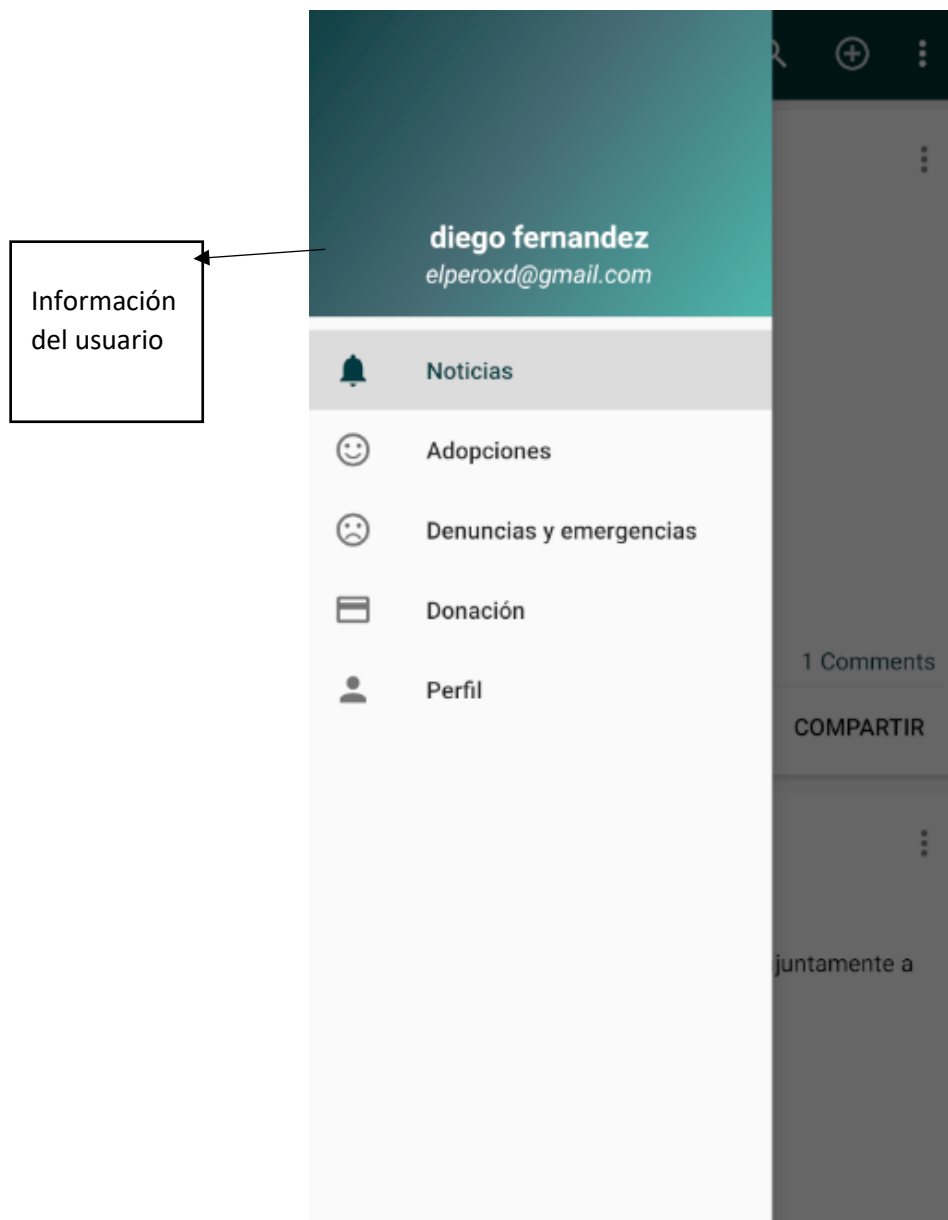 Información
del usuario
diego fernandez
elperoxd@gmail.com
Noticias
Adopciones
Denuncias y emergencias
Donación
Perfil
1 Comments
COMPARTIR
juntamente a